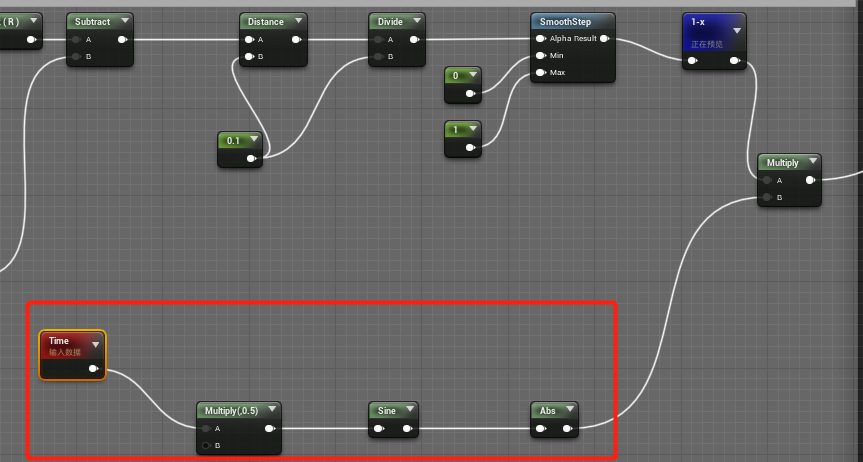 (R)
Subtract
A
B
Distance
A
B
Divide
A
B
SmoothStep
Alpha Result
Min
Max
1-x
正在预览
0
1
0.1
Multiply
A
B
Time
输入数据
Multiply(,0.5)
A
B
Sine
Abs